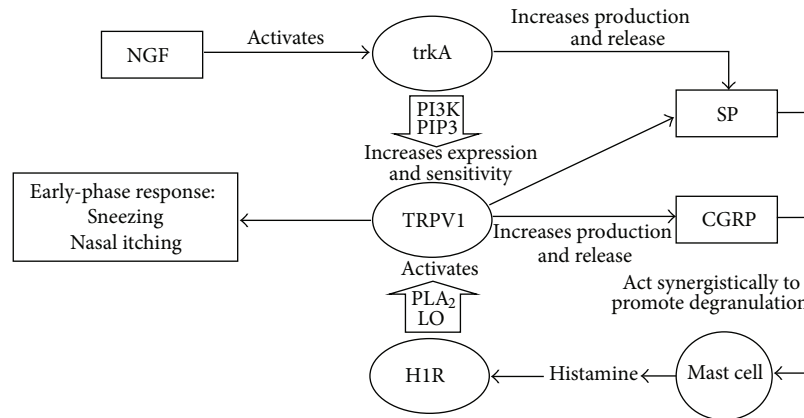 NGF
Activates
trkA
Increases production
and release
SP
PI3K
PIP3
Increases expression
and sensitivity
Early-phase response:
Sneezing
Nasal itching
TRPV1
Increases production
and release
CGRP
Activates
PLA₂
LO
Act synergistically to
promote degranulation
H1R
Histamine
Mast cell